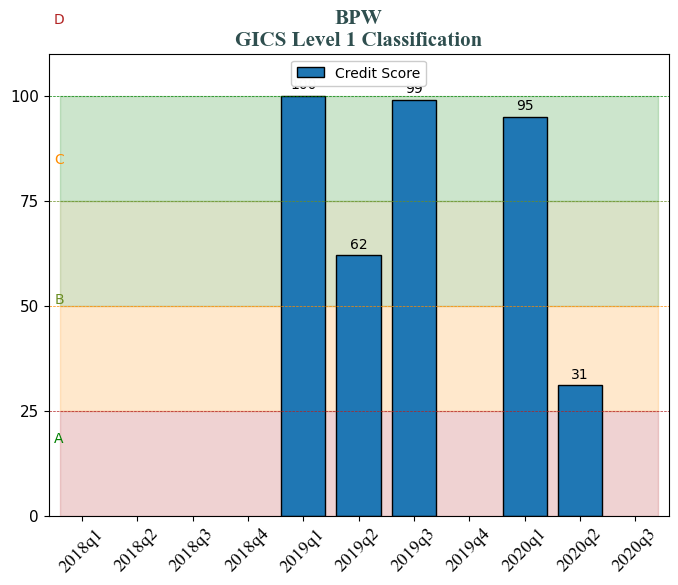 D
BPW
GICS Level 1 Classification
Credit Score
100
99
95
62
31
100
75
50
25
0
C
B
A
2018q1
2018q2
2018q3
2018q4
2019q1
2019q2
2019q3
2019q4
2020q1
2020q2
2020q3